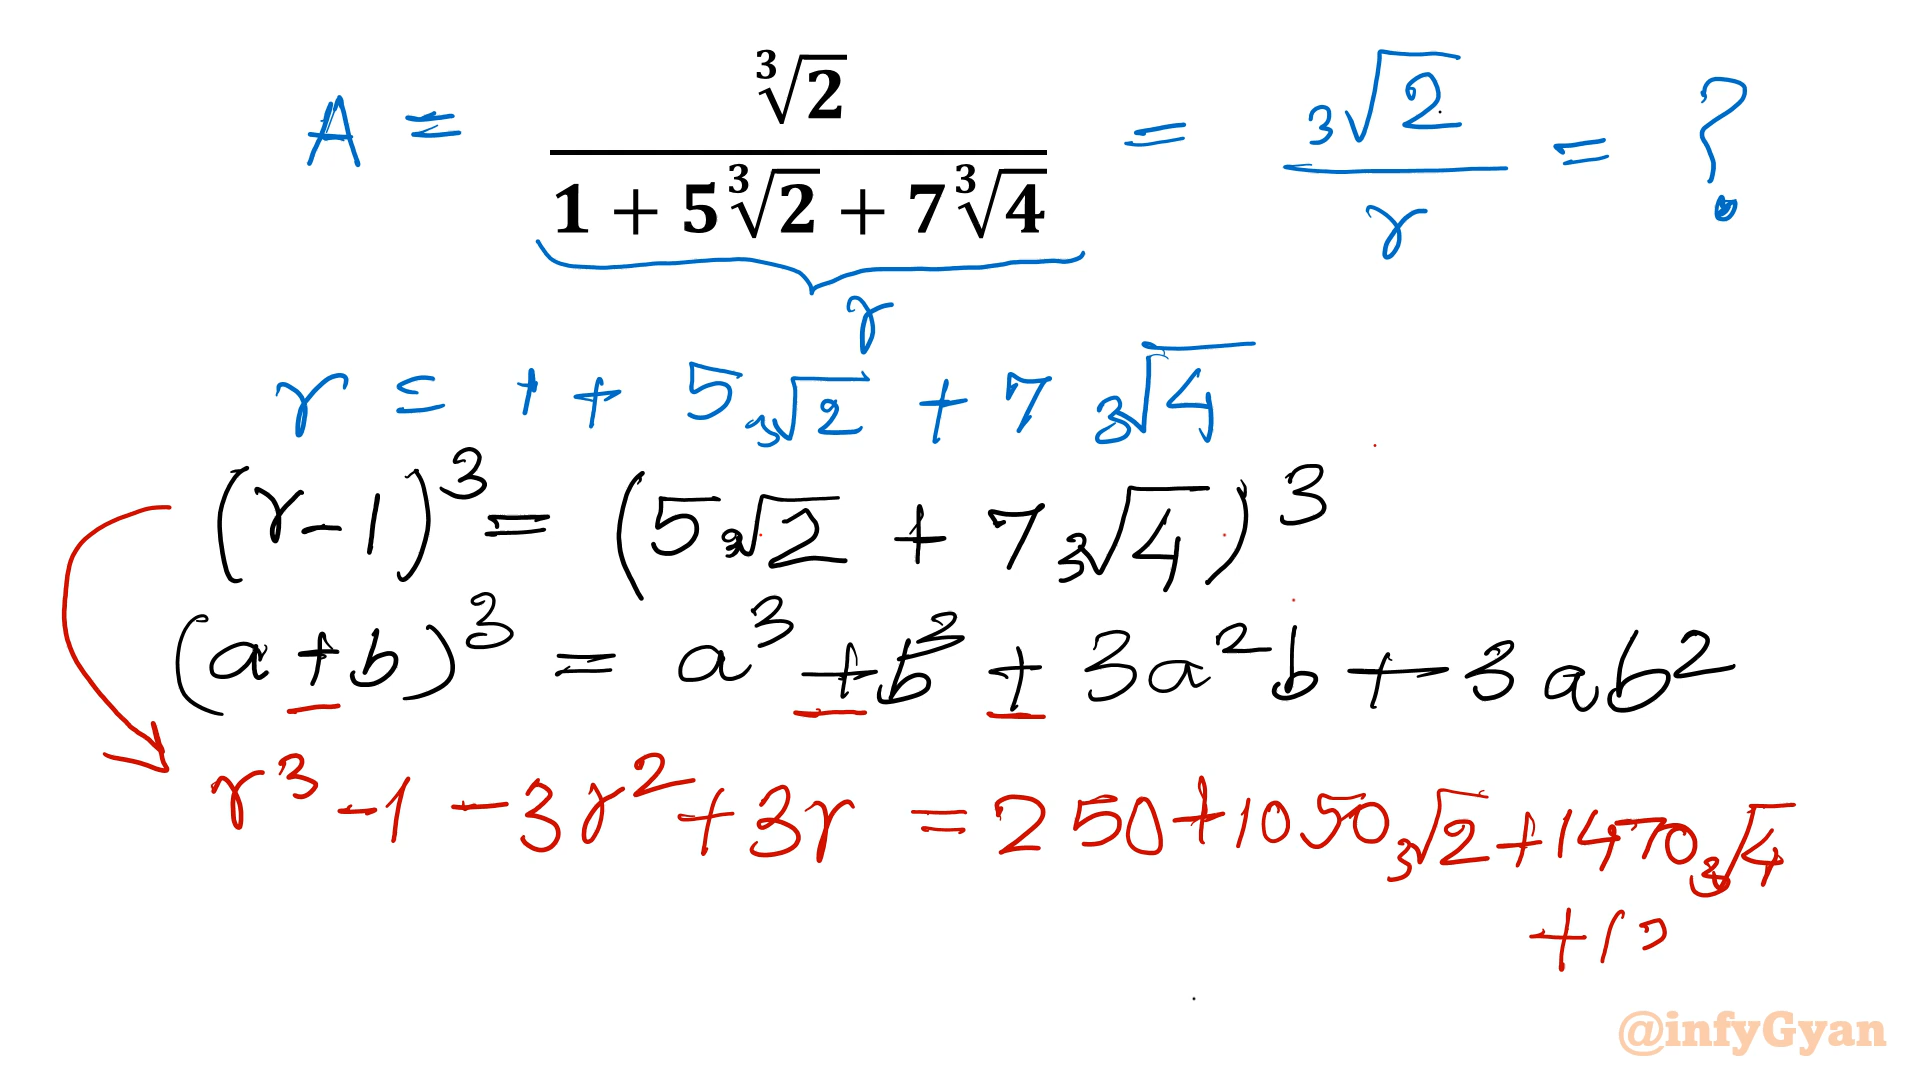 A = ∛2 / (1 + 5∛2 + 7∛4) = ∛2 / r = ?
r
r = 1 + 5∛2 + 7∛4
(r-1)³ = (5∛2 + 7∛4)³
(a+b)³ = a³ + b³ + 3a²b + 3ab²
r³ - 1 - 3r² + 3r = 250 + 1050∛2 + 1470∛4
+1
@infyGyan